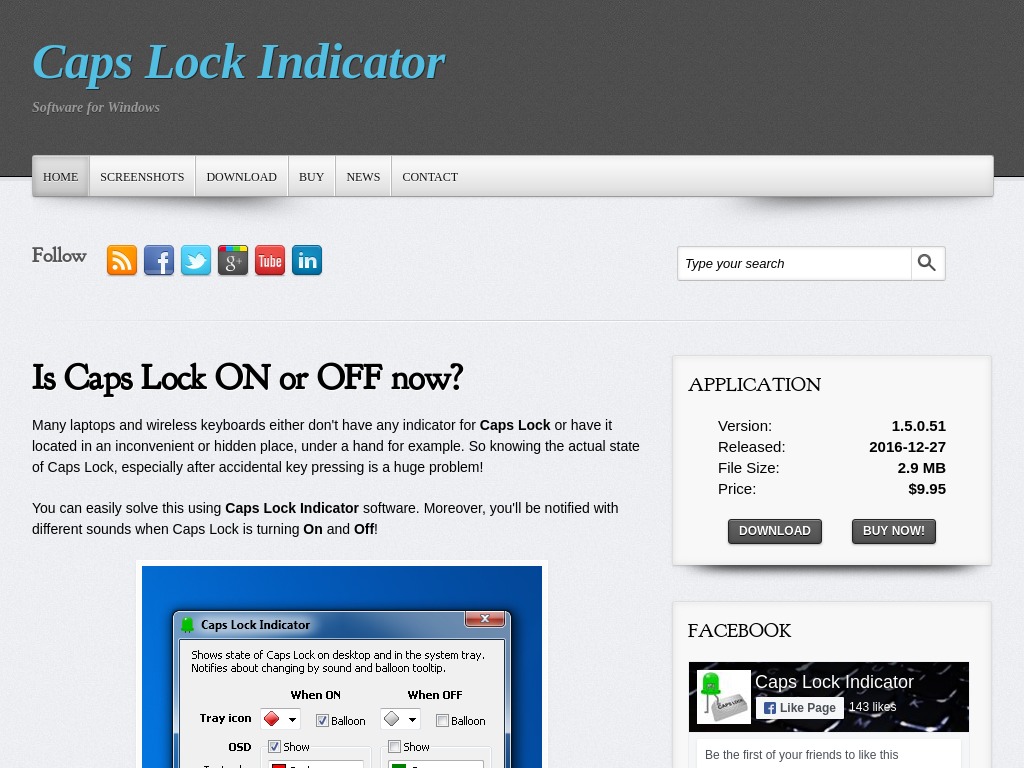 Caps Lock Indicator
Software for Windows
HOME SCREENSHOTS DOWNLOAD BUY NEWS CONTACT
Follow
g+ Tube in
Type your search
Is Caps Lock ON or OFF now?
Many laptops and wireless keyboards either don't have any indicator for Caps Lock or have it
located in an inconvenient or hidden place, under a hand for example. So knowing the actual state
of Caps Lock, especially after accidental key pressing is a huge problem!
You can easily solve this using Caps Lock Indicator software. Moreover, you'll be notified with
different sounds when Caps Lock is turning On and Off!
Caps Lock Indicator
Shows state of Caps Lock on desktop and in the system tray.
Notifies about changing by sound and balloon tooltip.
When ON When OFF
Tray icon Balloon Balloon
OSD Show Show
APPLICATION
Version: 1.5.0.51
Released: 2016-12-27
File Size: 2.9 MB
Price: $9.95
DOWNLOAD BUY NOW!
FACEBOOK
CAPS LOCK
Caps Lock Indicator
Like Page 143 likes
Be the first of your friends to like this